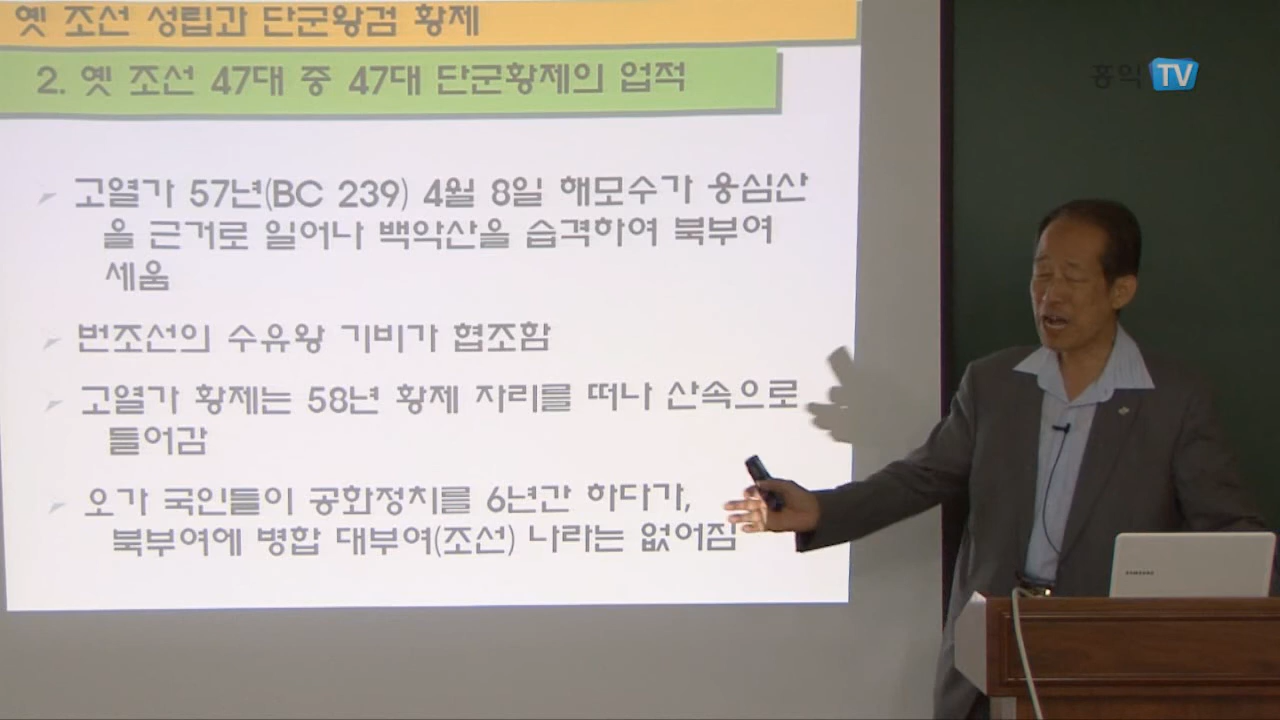 옛 조선 성립과 단군왕검 황제
2. 옛 조선 47대 중 47대 단군황제의 업적
홍익TV
고열가 57년(BC 239) 4월 8일 해모수가 웅심산
을 근거로 일어나 백악산을 습격하여 북부여
세움
번조선의 수유왕 기비가 협조함
고열가 황제는 58년 황제 자리를 떠나 산속으로
들어감
오가 국인들이 공화정치를 6년간 하다가,
북부여에 병합 대부여(조선) 나라는 없어짐
SAMSUNG